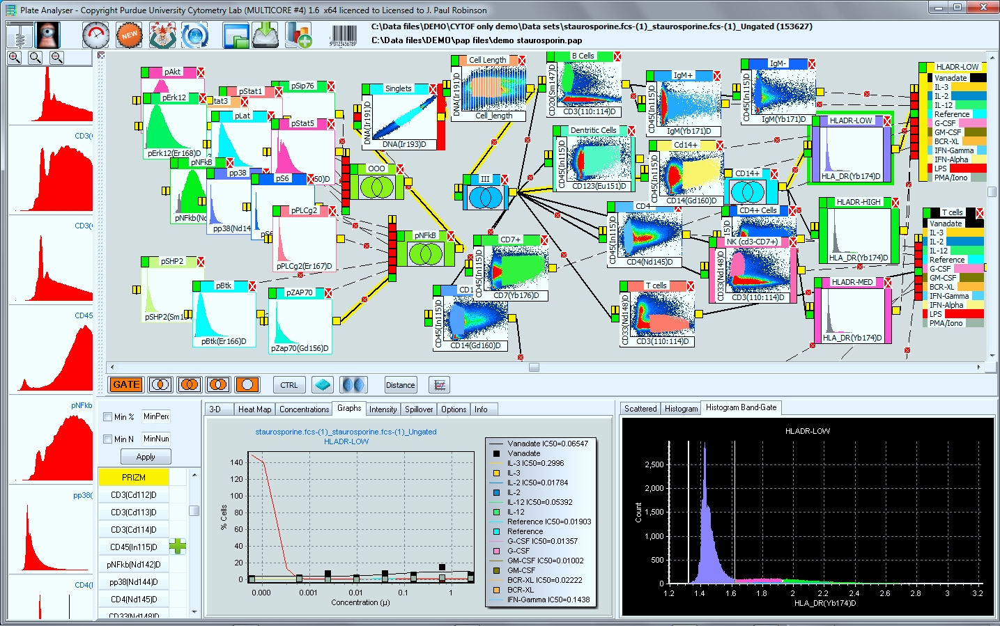 Plate Analyser - Copyright Purdue University Cytometry Lab (MULTICORE #4) 1.6 x64 licenced to Licensed to J. Paul Robinson
NEW
9"0123456"789
C:\Data files\DEMO\CYTOF only demo\Data sets\staurosporine.fcs-(1)_staurosporine.fcs-(1)_Ungated (153627)
C:\Data files\DEMO\pap files\demo staurosporin.pap
CD3(
CD3(
CD45
pNFkb
pp38(
CD4(I
pAkt
pErk12
pErk12(Er168)D
pStat1
tat3
pSip76
pLat
pStat5
50)D
pNFkB
pNFkb(Nd
pp38
pp38(Nd14
pS6
pS6
pPLCg2
pPLCg2(Er167)D
pSHP2
pSHP2(Sm1
pBtk
pBtk(Er166)D
pZAP70
pZap70(Gd156)D
Singlets
DNA(Ir191)D
DNA(Ir193)D
OOO
pNFkB
Cell Length
DNA(Ir191)D
Cell_length
III
B Cells
CD20(Sm147)D
CD3(110:114)D
Dentritic Cells
CD45(In115)D
CD123(Eu151)D
IgM+
CD45(In115)D
IgM(Yb171)D
IgM-
CD45(In115)D
IgM(Yb171)D
Cd14+
CD45(In115)D
CD14(Gd160)D
CD14+
CD4
CD45(In115)D
CD4(Nd145)D
CD4+ Cells
15)D
NK (cd3-CD7+)
CD33(Nd148)D
CD3(110:114)D
CD7+
CD45(In115)D
CD7(Yb176)D
CD1
CD45(In115)D
CD14(Gd160)D
T cells
CD33(Nd148)D
CD3(110:114)D
HLADR-LOW
HLA_DR(Yb174)D
HLADR-HIGH
HLA_DR(Yb174)D
HLADR-MED
HLA_DR(Yb174)D
HLADR-LOW
Vanadate
IL-3
IL-2
IL-12
Reference
G-CSF
GM-CSF
BCR-XL
IFN-Gamma
IFN-Alpha
LPS
PMA/Iono
T cells
Vanadate
IL-3
IL-2
IL-12
Reference
G-CSF
GM-CSF
BCR-XL
IFN-Gamma
IFN-Alpha
LPS
PMA/Iono
GATE
CTRL
Distance
Min %
MinPerc
Min N
MinNun
Apply
PRIZM
CD3(Cd112)D
CD3(Cd113)D
CD3(Cd114)D
CD45(In115)D
pNFkb(Nd142)D
pp38(Nd144)D
CD4(Nd145)D
CD33(Nd148)D
3-D
Heat Map
Concentrations
Graphs
Intensity
Spillover
Options
Info
staurosporine.fcs-(1)_staurosporine.fcs-(1)_Ungated
HLADR-LOW
% Cells
140
120
100
80
60
40
20
0
0.000
0.001
0.01
0.1
1
Concentration (µ)
Vanadate IC50=0.06547
Vanadate
IL-3 IC50=0.2996
IL-3
IL-2 IC50=0.01784
IL-2
IL-12 IC50=0.05392
IL-12
Reference IC50=0.01903
Reference
G-CSF IC50=0.01357
G-CSF
GM-CSF IC50=0.01002
GM-CSF
BCR-XL IC50=0.02222
BCR-XL
IFN-Gamma IC50=0.1438
Scattered
Histogram
Histogram Band-Gate
HLADR-LOW
Count
2,500
2,000
1,500
1,000
500
0
1.2
1.4
1.6
1.8
2
2.2
2.4
2.6
2.8
3
3.2
HLA_DR(Yb174)D